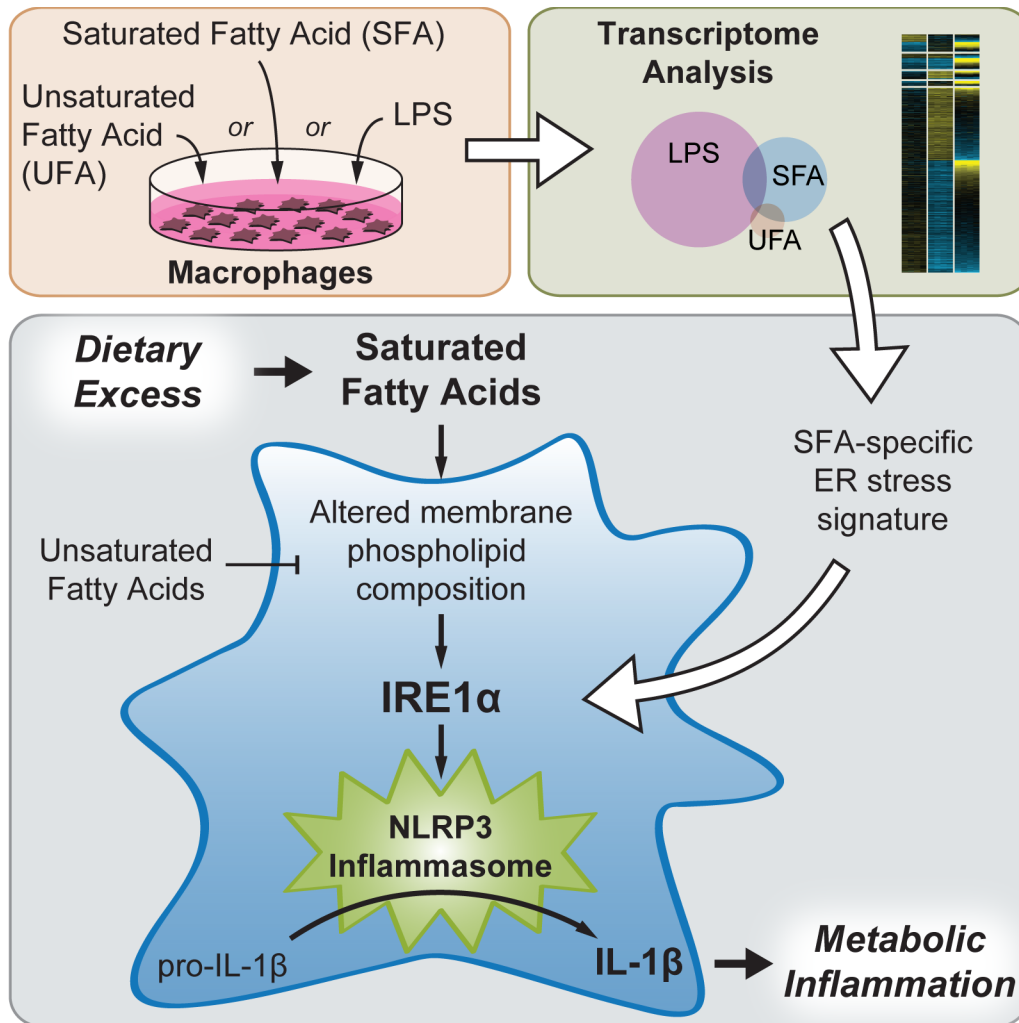 Saturated Fatty Acid (SFA)
Unsaturated
Fatty Acid
(UFA)
or
or
LPS
Macrophages
Transcriptome
Analysis
LPS
SFA
UFA
Dietary
Excess
Saturated
Fatty Acids
SFA-specific
ER stress
signature
Unsaturated
Fatty Acids
Altered membrane
phospholipid
composition
IRE1α
NLRP3
Inflammasome
pro-IL-1β
IL-1β
Metabolic
Inflammation